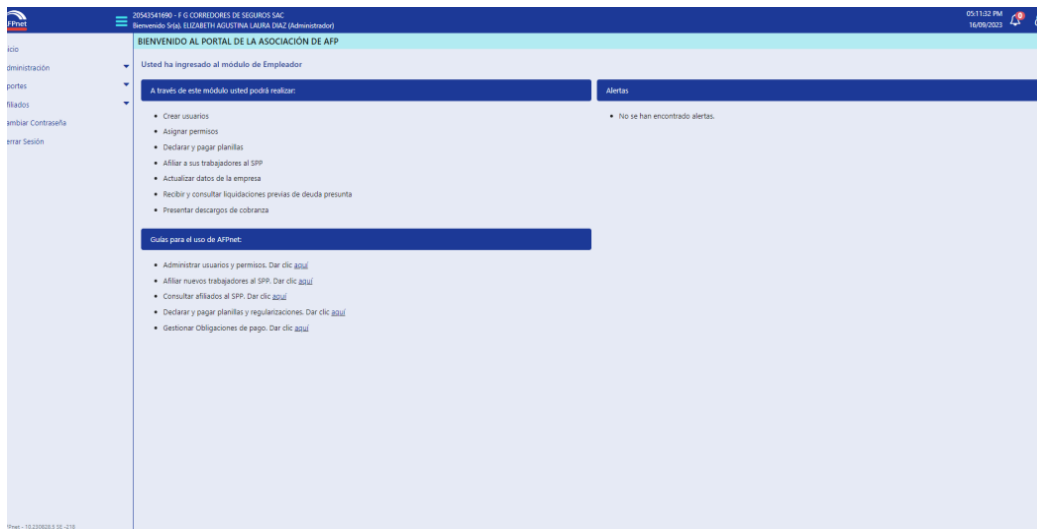 FPnet
20543541690 - F G CORREDORES DE SEGUROS SAC
Bienvenido Sr(a). ELIZABETH AGUSTINA LAURA DIAZ (Administrador)
05:11:32 PM
16/09/2023
0
icio
dministración
portes
filiados
ambiar Contraseña
errar Sesión
BIENVENIDO AL PORTAL DE LA ASOCIACIÓN DE AFP
Usted ha ingresado al módulo de Empleador
A través de este módulo usted podrá realizar:
Crear usuarios
Asignar permisos
Declarar y pagar planillas
Afiliar a sus trabajadores al SPP
Actualizar datos de la empresa
Recibir y consultar liquidaciones previas de deuda presunta
Presentar descargos de cobranza
Alertas
No se han encontrado alertas.
Guías para el uso de AFPnet:
Administrar usuarios y permisos. Dar clic aquí
Afiliar nuevos trabajadores al SPP. Dar clic aquí
Consultar afiliados al SPP. Dar clic aquí
Declarar y pagar planillas y regularizaciones. Dar clic aquí
Gestionar Obligaciones de pago. Dar clic aquí